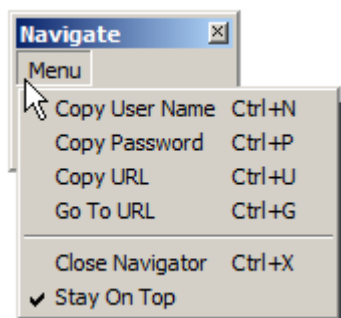 Navigate
Menu
Copy User Name Ctrl+N
Copy Password Ctrl+P
Copy URL Ctrl+U
Go To URL Ctrl+G
Close Navigator Ctrl+X
Stay On Top